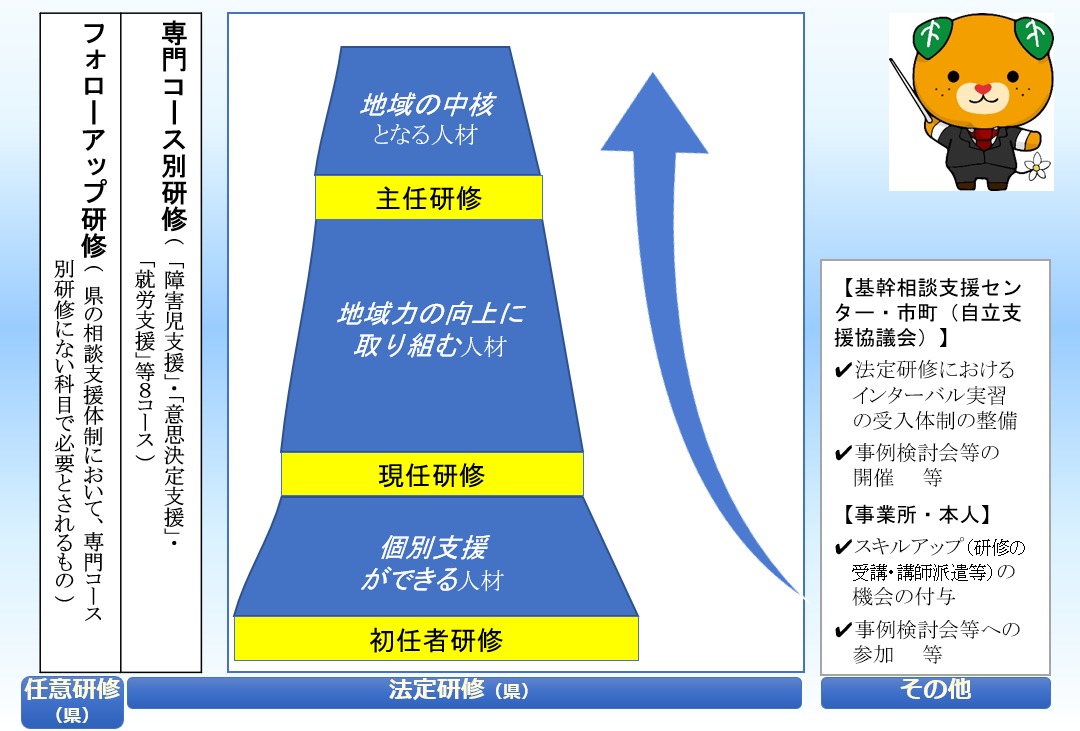 専門コース別研修(「障害児支援」・「意思決定支援」・
「就労支援」等８コース)
フォローアップ研修(県の相談支援体制において、専門コース
別研修にない科目で必要とされるもの)
任意研修
(県)
地域の中核
となる人材
主任研修
地域力の向上に
取り組む人材
現任研修
個別支援
ができる人材
初任者研修
法定研修(県)
【基幹相談支援セン
ター・市町(自立支
援協議会)】
✔法定研修における
インターバル実習
の受入体制の整備
✔事例検討会等の
開催　等
【事業所・本人】
✔スキルアップ(研修の
受講・講師派遣等)の
機会の付与
✔事例検討会等への
参加　等
その他